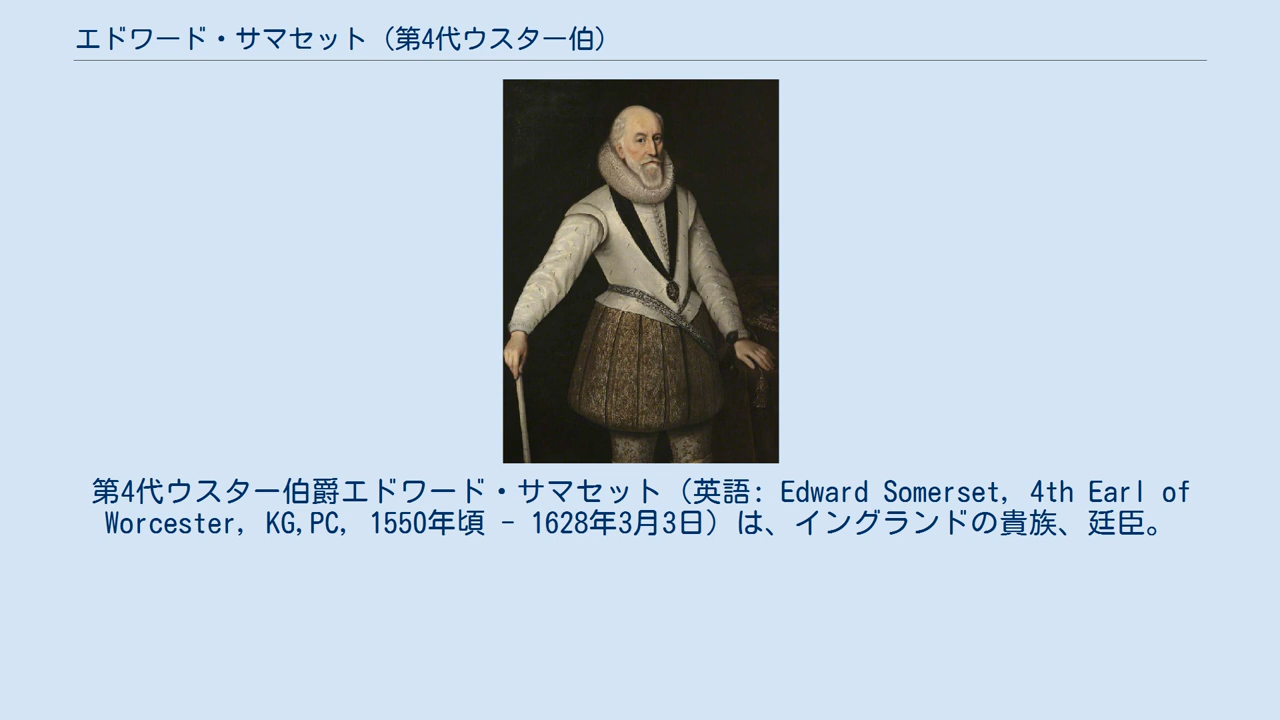 エドワード・サマセット（第4代ウスター伯）
第4代ウスター伯爵エドワード・サマセット（英語: Edward Somerset, 4th Earl of
Worcester, KG,PC, 1550年頃 - 1628年3月3日）は、イングランドの貴族、廷臣。